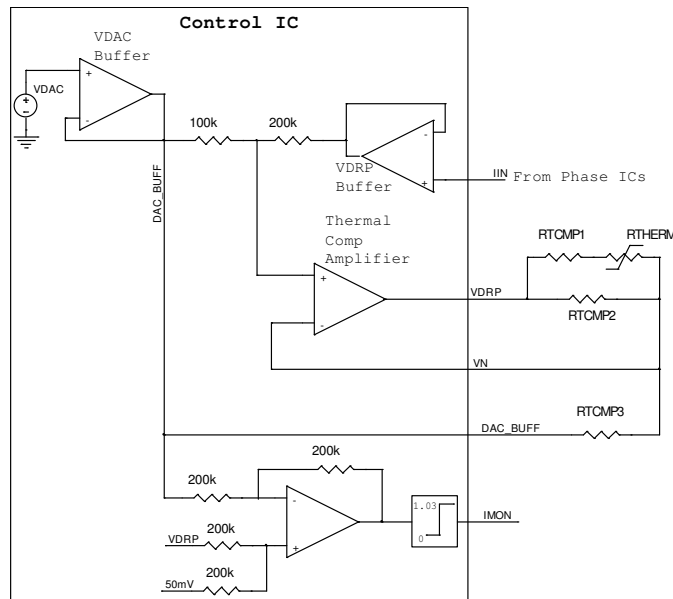 Control IC
VDAC
Buffer
+
-
VDAC
100k
200k
-
+
VDRP
Buffer
IIN
From Phase ICs
DAC_BUFF
Thermal
Comp
Amplifier
+
-
RTCMP1
RTHERM
VDRP
RTCMP2
VN
RTCMP3
DAC_BUFF
200k
200k
-
+
1.03
0
IMON
VDRP
200k
50mV
200k